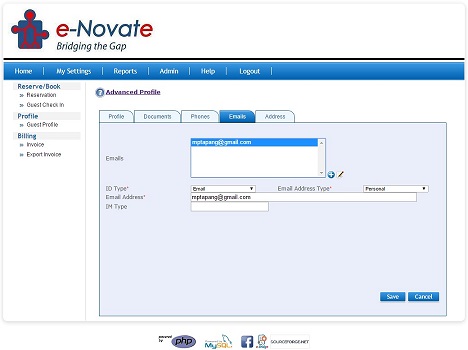 e-Novate
Bridging the Gap
Home | My Settings | Reports | Admin | Help | Logout
Reserve/Book
» Reservation
» Guest Check In
Profile
» Guest Profile
Billing
» Invoice
» Export Invoice
Advanced Profile
Profile Documents Phones Emails Address
mptapang@gmail.com
Emails
ID Type* Email Email Address Type* Personal
Email Address* mptapang@gmail.com
IM Type
Save Cancel
powered by php MySQL f SOURCEFORGE.NET